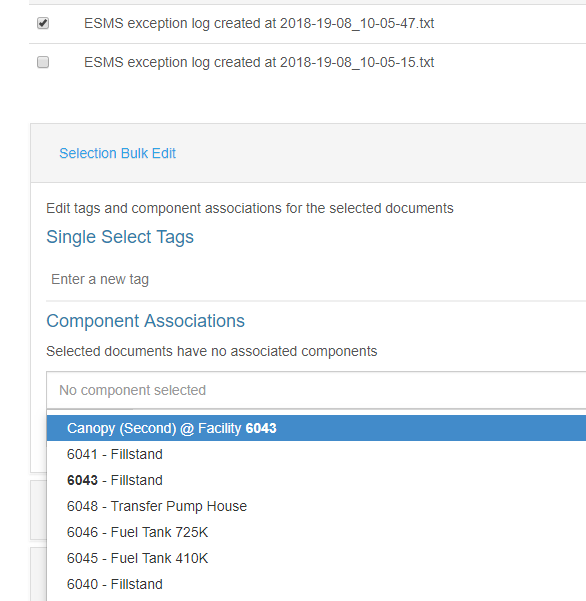 ESMS exception log created at 2018-19-08_10-05-47.txt
ESMS exception log created at 2018-19-08_10-05-15.txt
Selection Bulk Edit
Edit tags and component associations for the selected documents
Single Select Tags
Enter a new tag
Component Associations
Selected documents have no associated components
No component selected
Canopy (Second) @ Facility 6043
6041 - Fillstand
6043 - Fillstand
6048 - Transfer Pump House
6046 - Fuel Tank 725K
6045 - Fuel Tank 410K
6040 - Fillstand